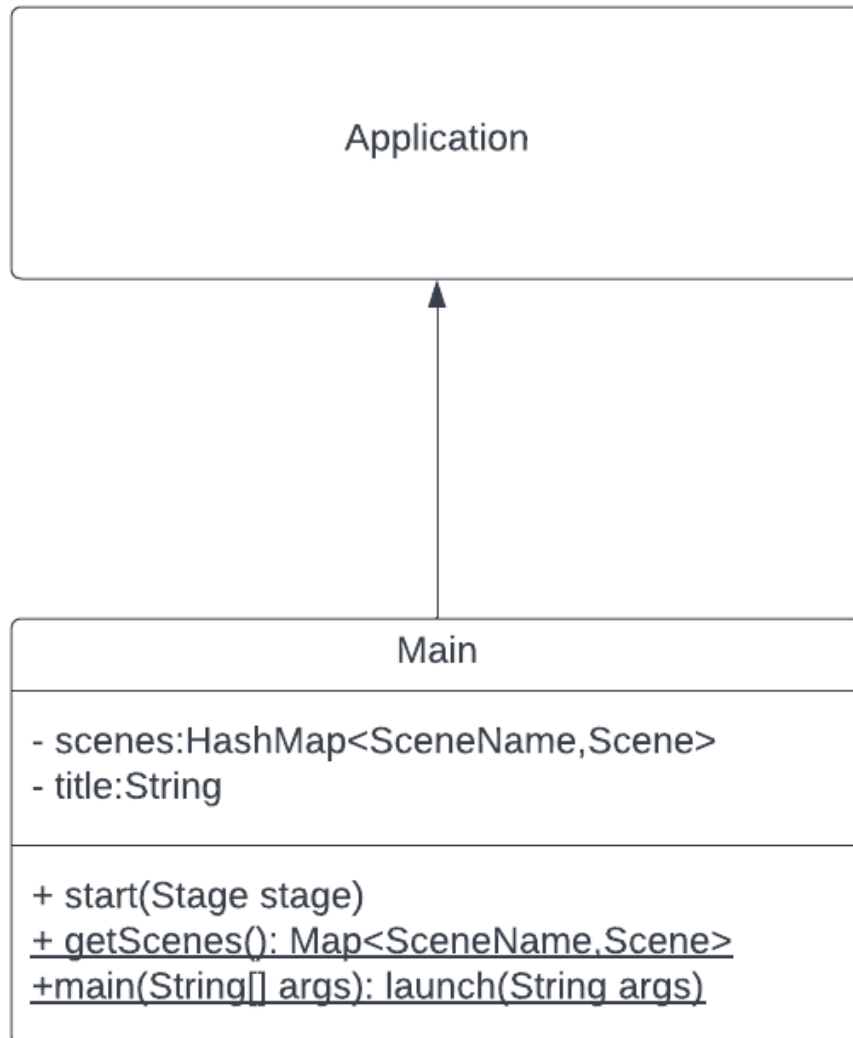 Application
Main
- scenes:HashMap<SceneName,Scene>
- title:String
+ start(Stage stage)
+ getScenes(): Map<SceneName,Scene>
+main(String[] args): launch(String args)